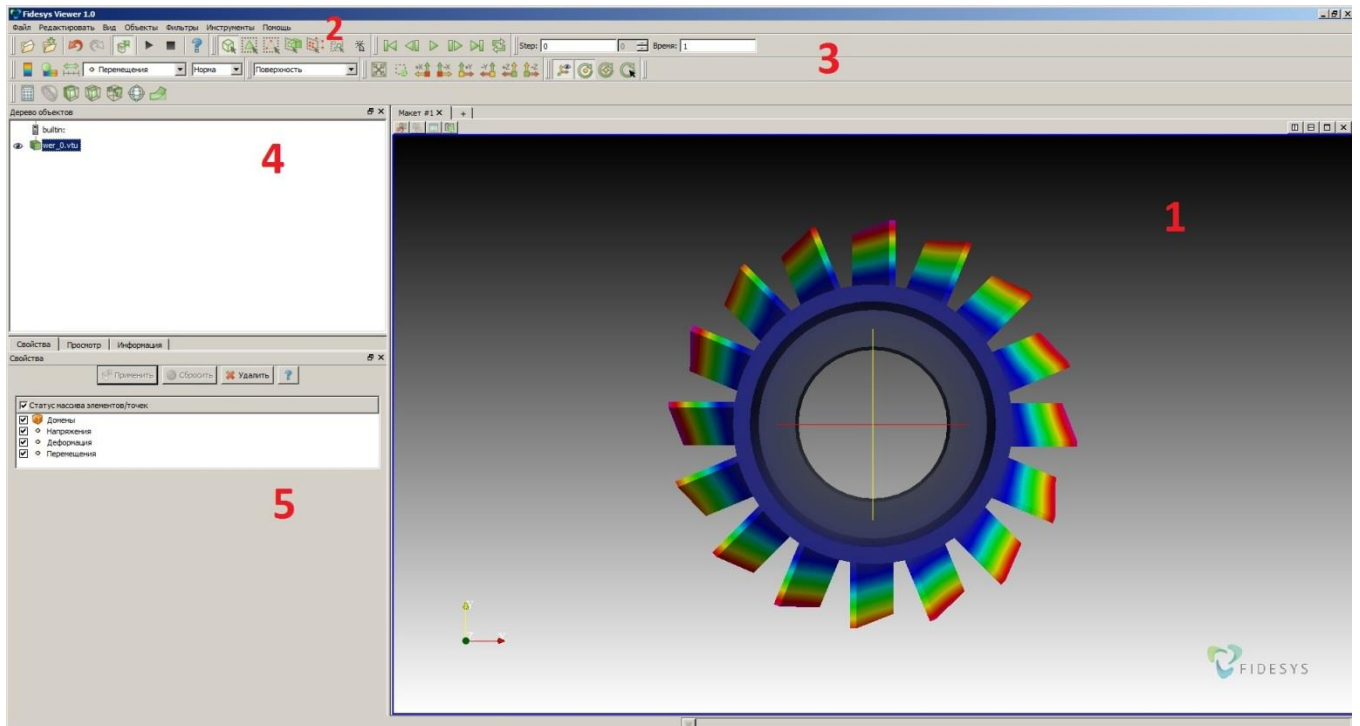 Fidesys Viewer 1.0
Файл Редактировать Вид Объекты Фильтры Инструменты Помощь
2
Step: 0 0 Время: 1
3
Перемещения Норма Поверхность +X -X +Y -Y +Z -Z
Дерево объектов
Макет #1 +
builtin:
wer_0.vtu
4
1
Свойства Просмотр Информация
Свойства
Применить Сбросить Удалить ?
Статус массива элементов/точек
Домены
Напряжения
Деформация
Перемещения
5
Y
X
Z
FIDESYS